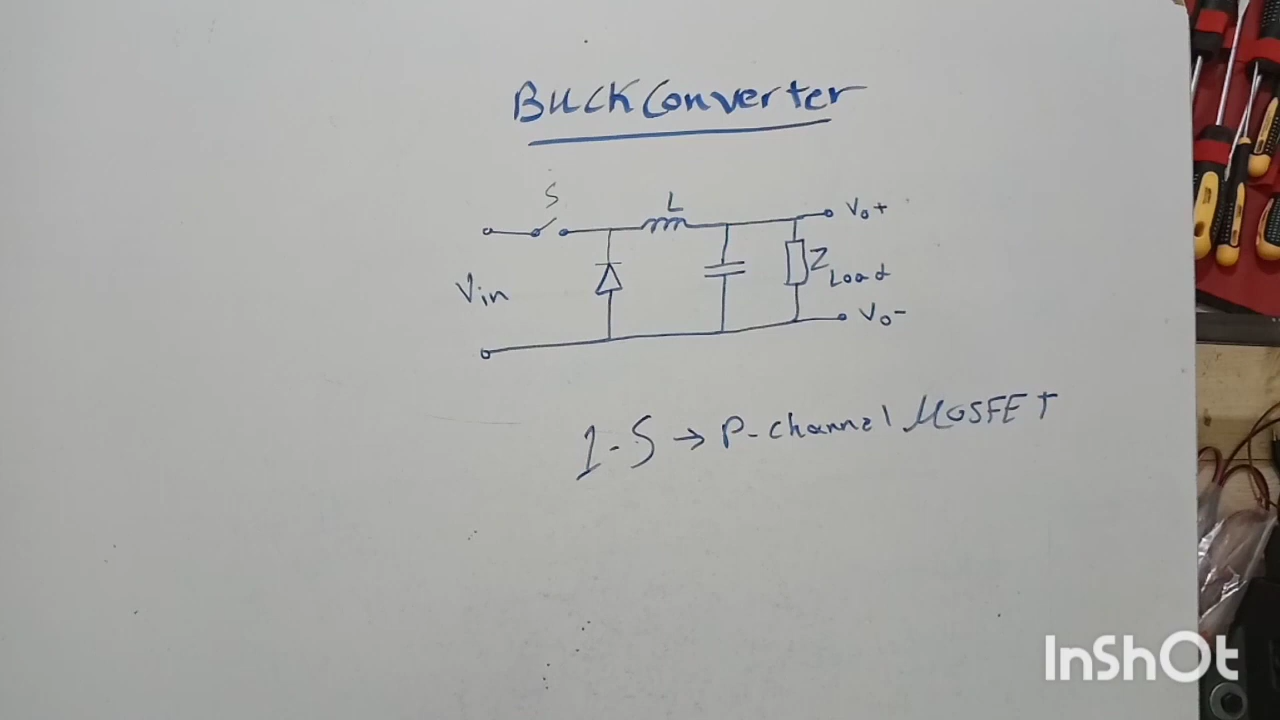 Buck Converter
S
L
Vo+
Vin
Z Load
Vo-
1-S → P-channel MOSFET
InShOt